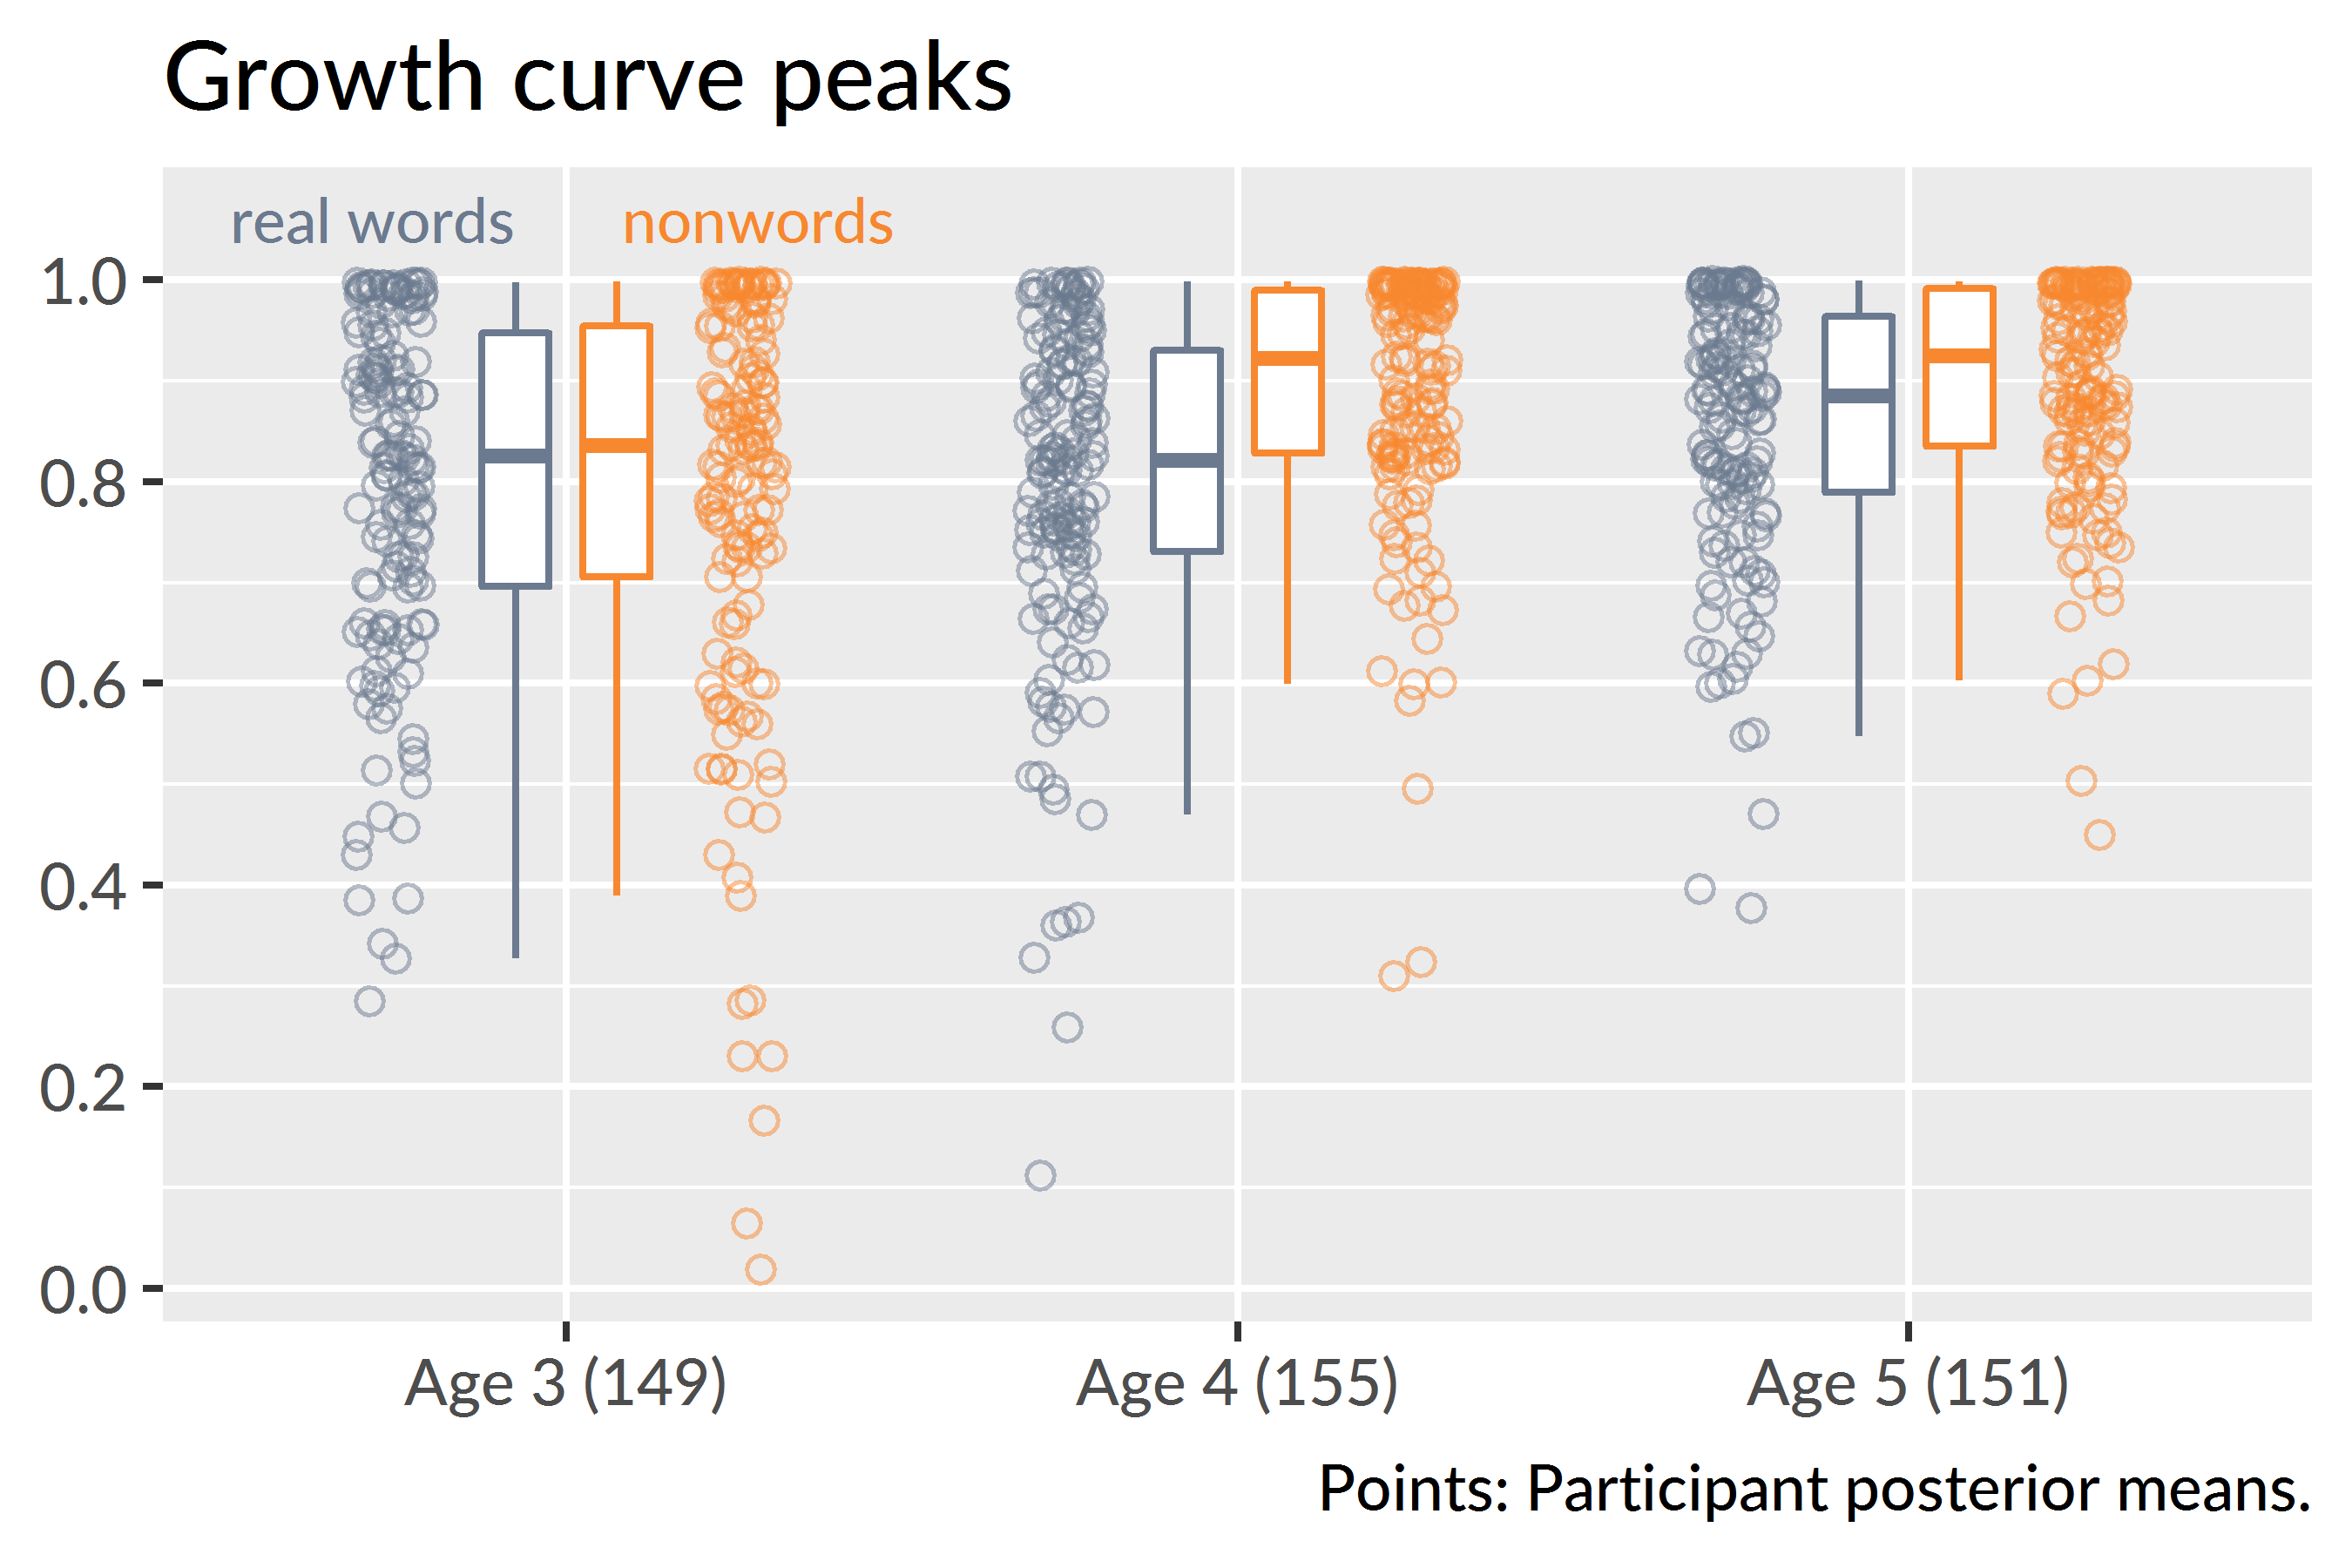 Growth curve peaks
real words nonwords
1.0
0.8
0.6
0.4
0.2
0.0
Age 3 (149) Age 4 (155) Age 5 (151)
Points: Participant posterior means.